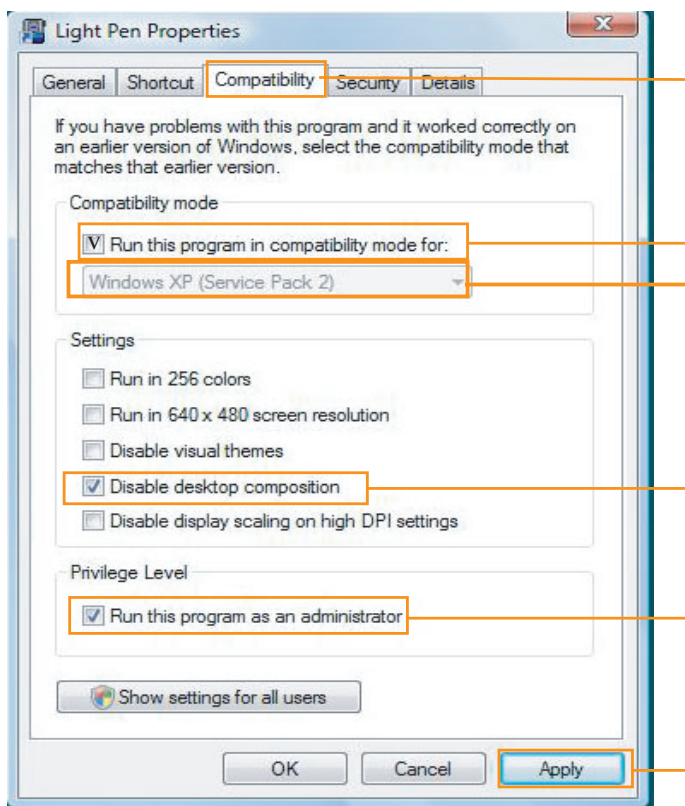 Light Pen Properties
General Shortcut Compatibility Security Details
If you have problems with this program and it worked correctly on
an earlier version of Windows, select the compatibility mode that
matches that earlier version.
Compatibility mode
V Run this program in compatibility mode for:
Windows XP (Service Pack 2)
Settings
Run in 256 colors
Run in 640 x 480 screen resolution
Disable visual themes
Disable desktop composition
Disable display scaling on high DPI settings
Privilege Level
Run this program as an administrator
Show settings for all users
OK Cancel Apply